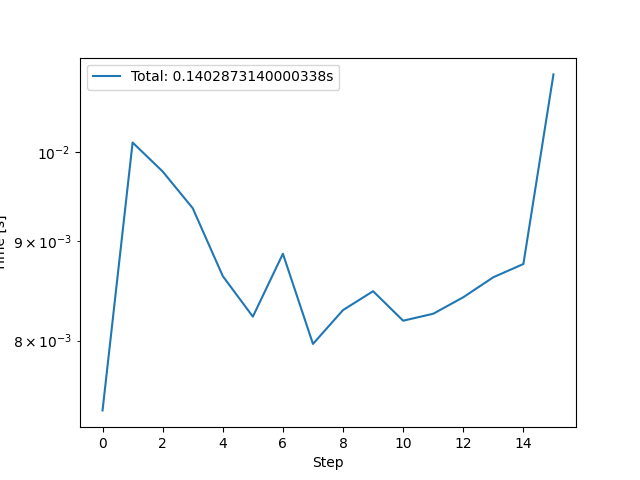 Total: 0.1402873140000338s
10⁻²
9 × 10⁻³
8 × 10⁻³
Time [s]
0 2 4 6 8 10 12 14
Step